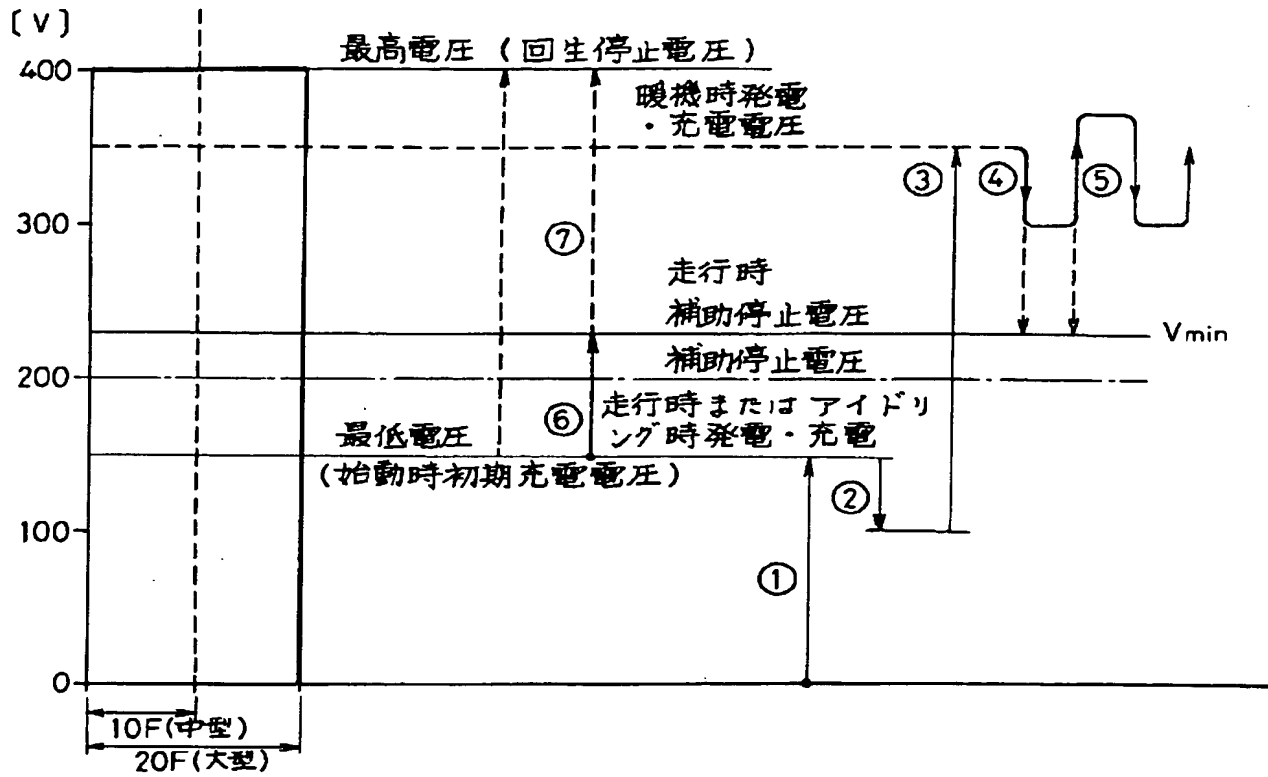 [V]
最高電圧(回生停止電圧)
400
暖機時発電
・充電電圧
③
④
⑤
300
⑦
走行時
補助停止電圧
Vmin
補助停止電圧
200
⑥
走行時またはアイドリ
ング時発電・充電
最低電圧
(始動時初期充電電圧)
②
100
①
0
10F(中型)
20F(大型)